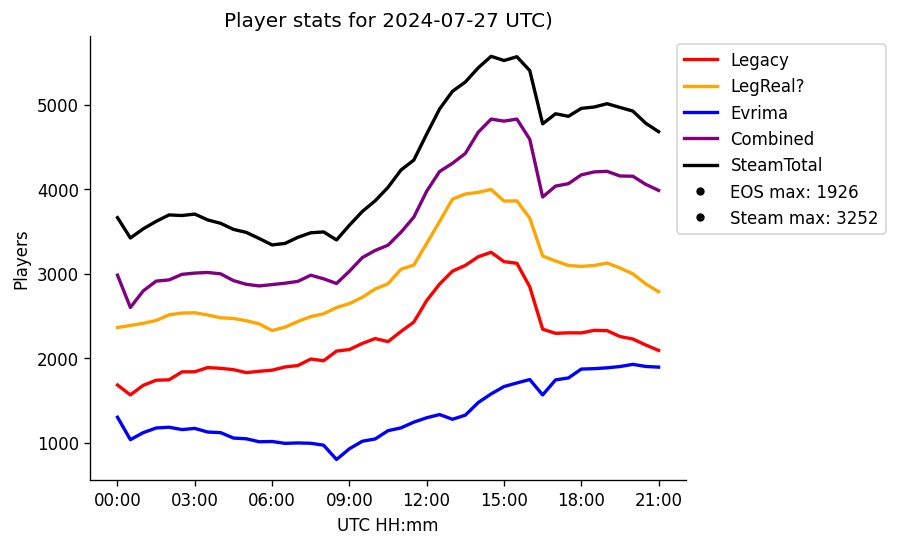 Player stats for 2024-07-27 UTC)
Legacy
LegReal?
Evrima
Combined
SteamTotal
EOS max: 1926
Steam max: 3252
Players
5000
4000
3000
2000
1000
00:00 03:00 06:00 09:00 12:00 15:00 18:00 21:00
UTC HH:mm